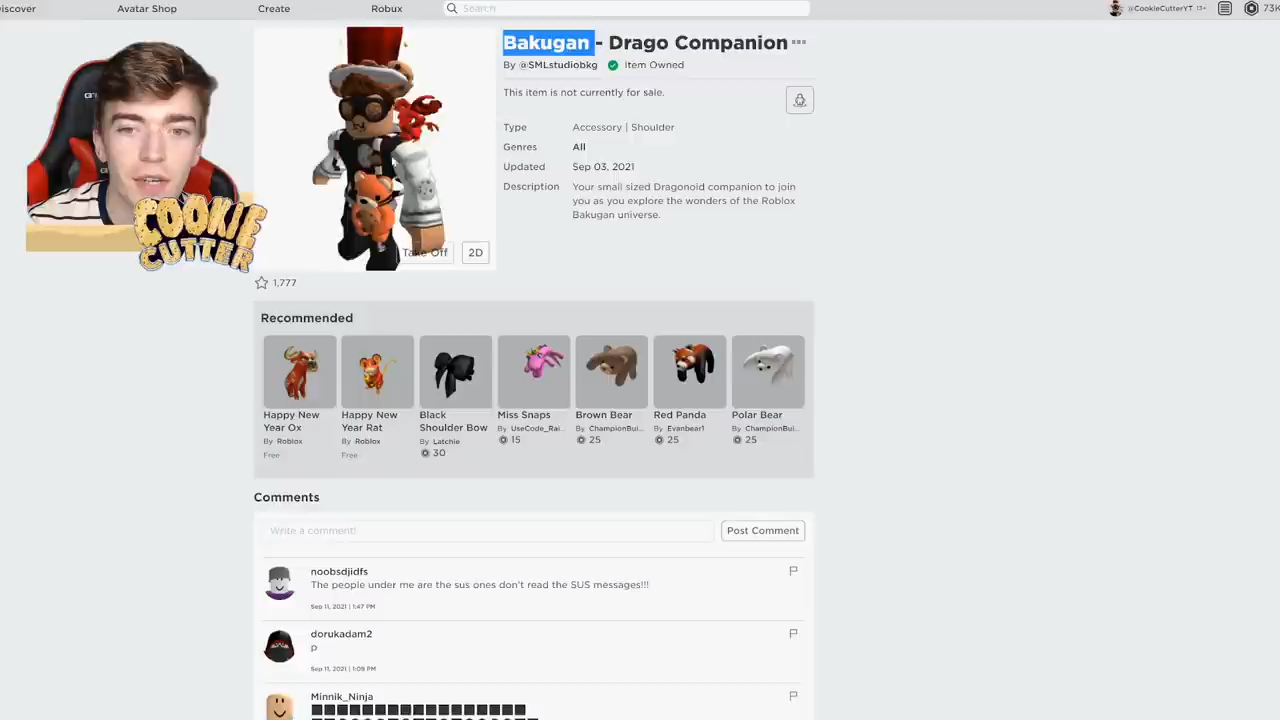 iscover
Avatar Shop
Create
Robux
Search
@CookieCutterYT 13+
73K
COOKIE
CUTTER
Bakugan - Drago Companion
By @SMLstudiobkg Item Owned
This item is not currently for sale.
Type Accessory | Shoulder
Genres All
Updated Sep 03, 2021
Description Your small sized Dragonoid companion to join
you as you explore the wonders of the Roblox
Bakugan universe.
Take Off
2D
1,777
Recommended
Happy New
Year Ox
By Roblox
Free
Happy New
Year Rat
By Roblox
Free
Black
Shoulder Bow
By Latchie
30
Miss Snaps
By UseCode_Rai...
15
Brown Bear
By ChampionBui...
25
Red Panda
By Evanbear1
25
Polar Bear
By ChampionBui...
25
Comments
Write a comment!
Post Comment
noobsdjidfs
The people under me are the sus ones don't read the SUS messages!!!
Sep 11, 2021 | 1:47 PM
dorukadam2
p
Sep 11, 2021 | 1:09 PM
Minnik_Ninja